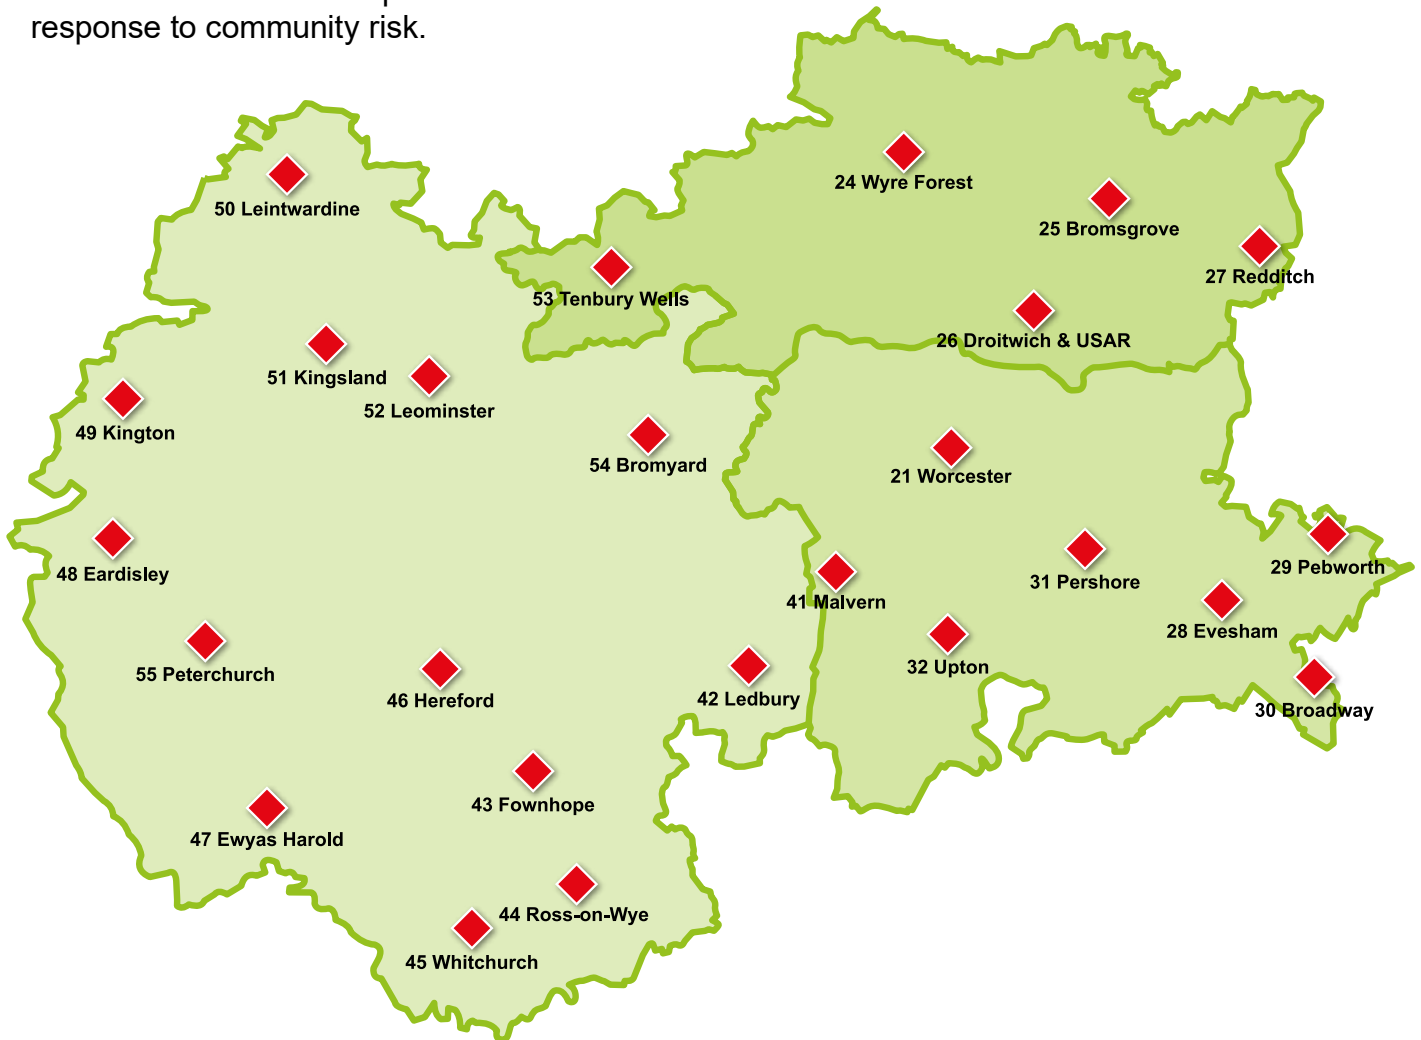 response to community risk.
24 Wyre Forest
50 Leintwardine
25 Bromsgrove
27 Redditch
53 Tenbury Wells
26 Droitwich & USAR
51 Kingsland
52 Leominster
49 Kington
54 Bromyard
21 Worcester
29 Pebworth
48 Eardisley
31 Pershore
41 Malvern
28 Evesham
55 Peterchurch
32 Upton
46 Hereford
42 Ledbury
30 Broadway
43 Fownhope
47 Ewyas Harold
44 Ross-on-Wye
45 Whitchurch